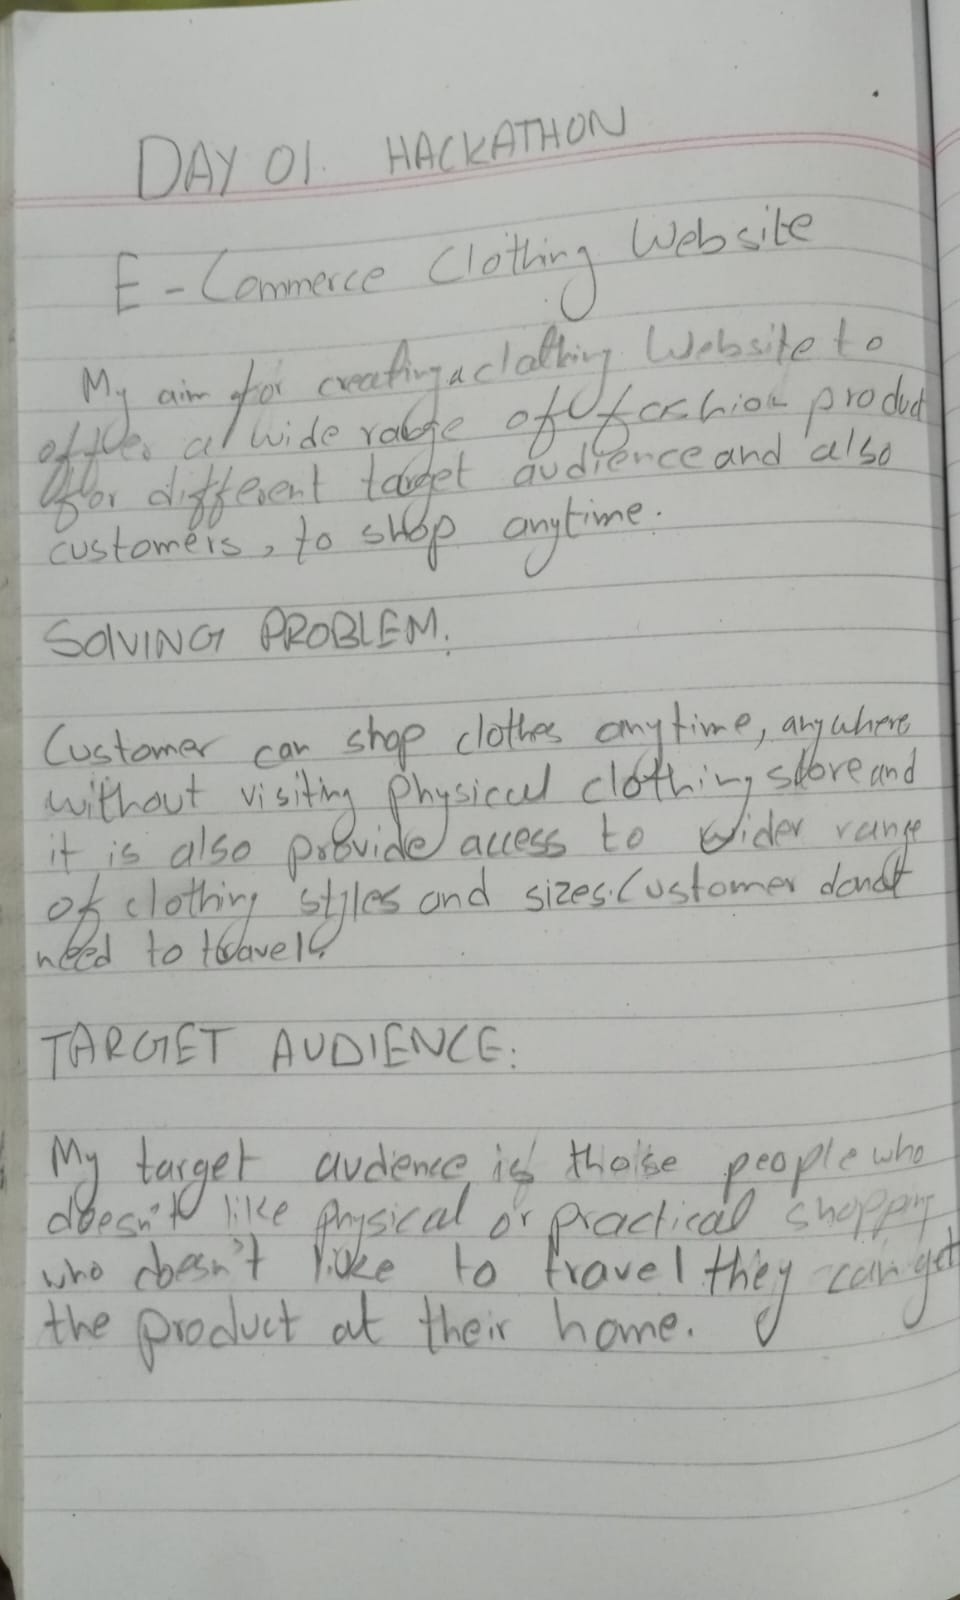 DAY 01. HACKATHON
E-Commerce Clothing Website
My aim for creating a clothing Website to
offer a wide range of fashion product
for different target audience and also
customers, to shop anytime.
SOLVING PROBLEM.
Customer can shop clothes anytime, anywhere
without visiting physical clothing store and
it is also provide access to wider range
of clothing styles and sizes. Customer donot
need to travel.
TARGET AUDIENCE:
My target audience is those people who
doesn't like physical or practical shopping
who doesn't like to travel they can get
the product at their home.